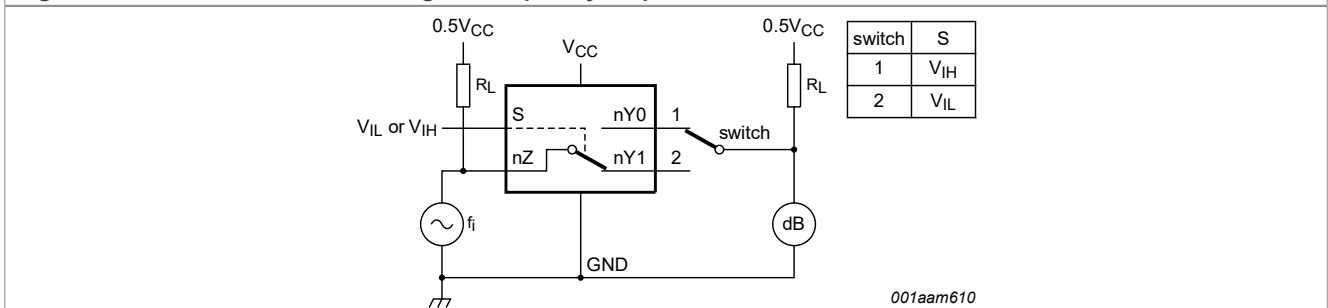 0.5VCC
0.5VCC
VCC
RL
RL
switch S
1 VIH
2 VIL
VIL or VIH
S
nY0
1
switch
nZ
nY1
2
fi
dB
GND
001aam610